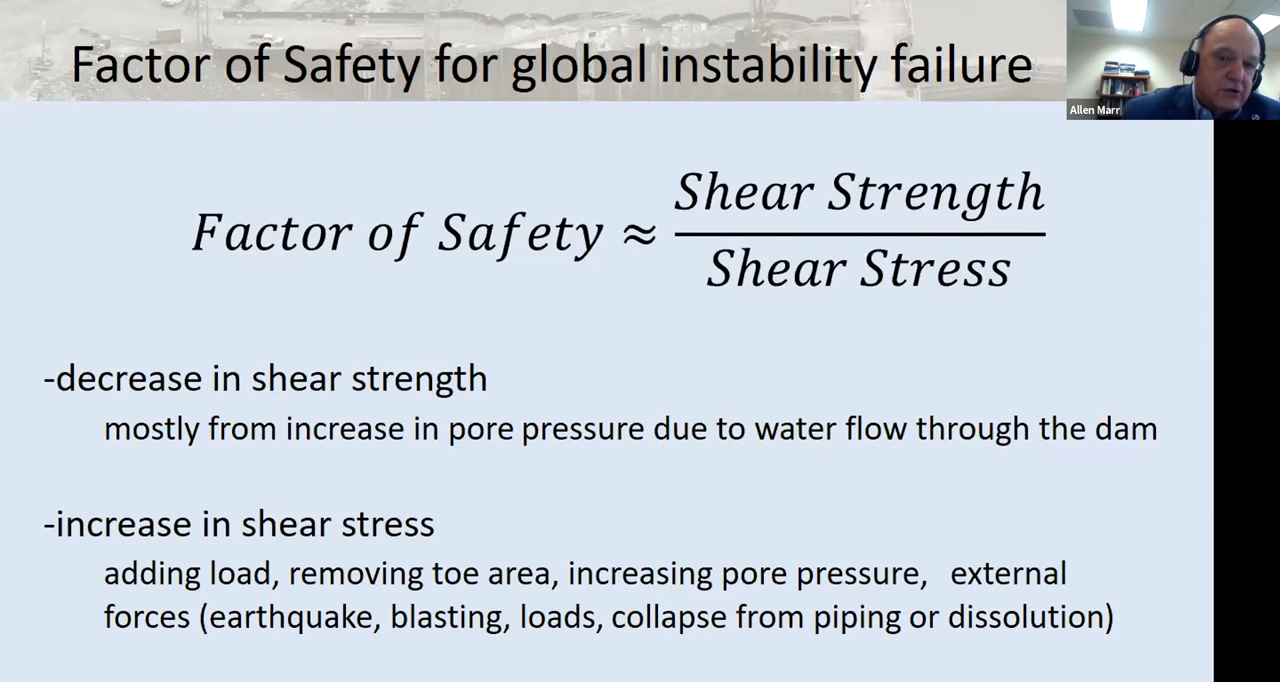 Factor of Safety for global instability failure
Allen Marr
Factor of Safety ≈ Shear Strength
Shear Stress
-decrease in shear strength
mostly from increase in pore pressure due to water flow through the dam
-increase in shear stress
adding load, removing toe area, increasing pore pressure, external
forces (earthquake, blasting, loads, collapse from piping or dissolution)